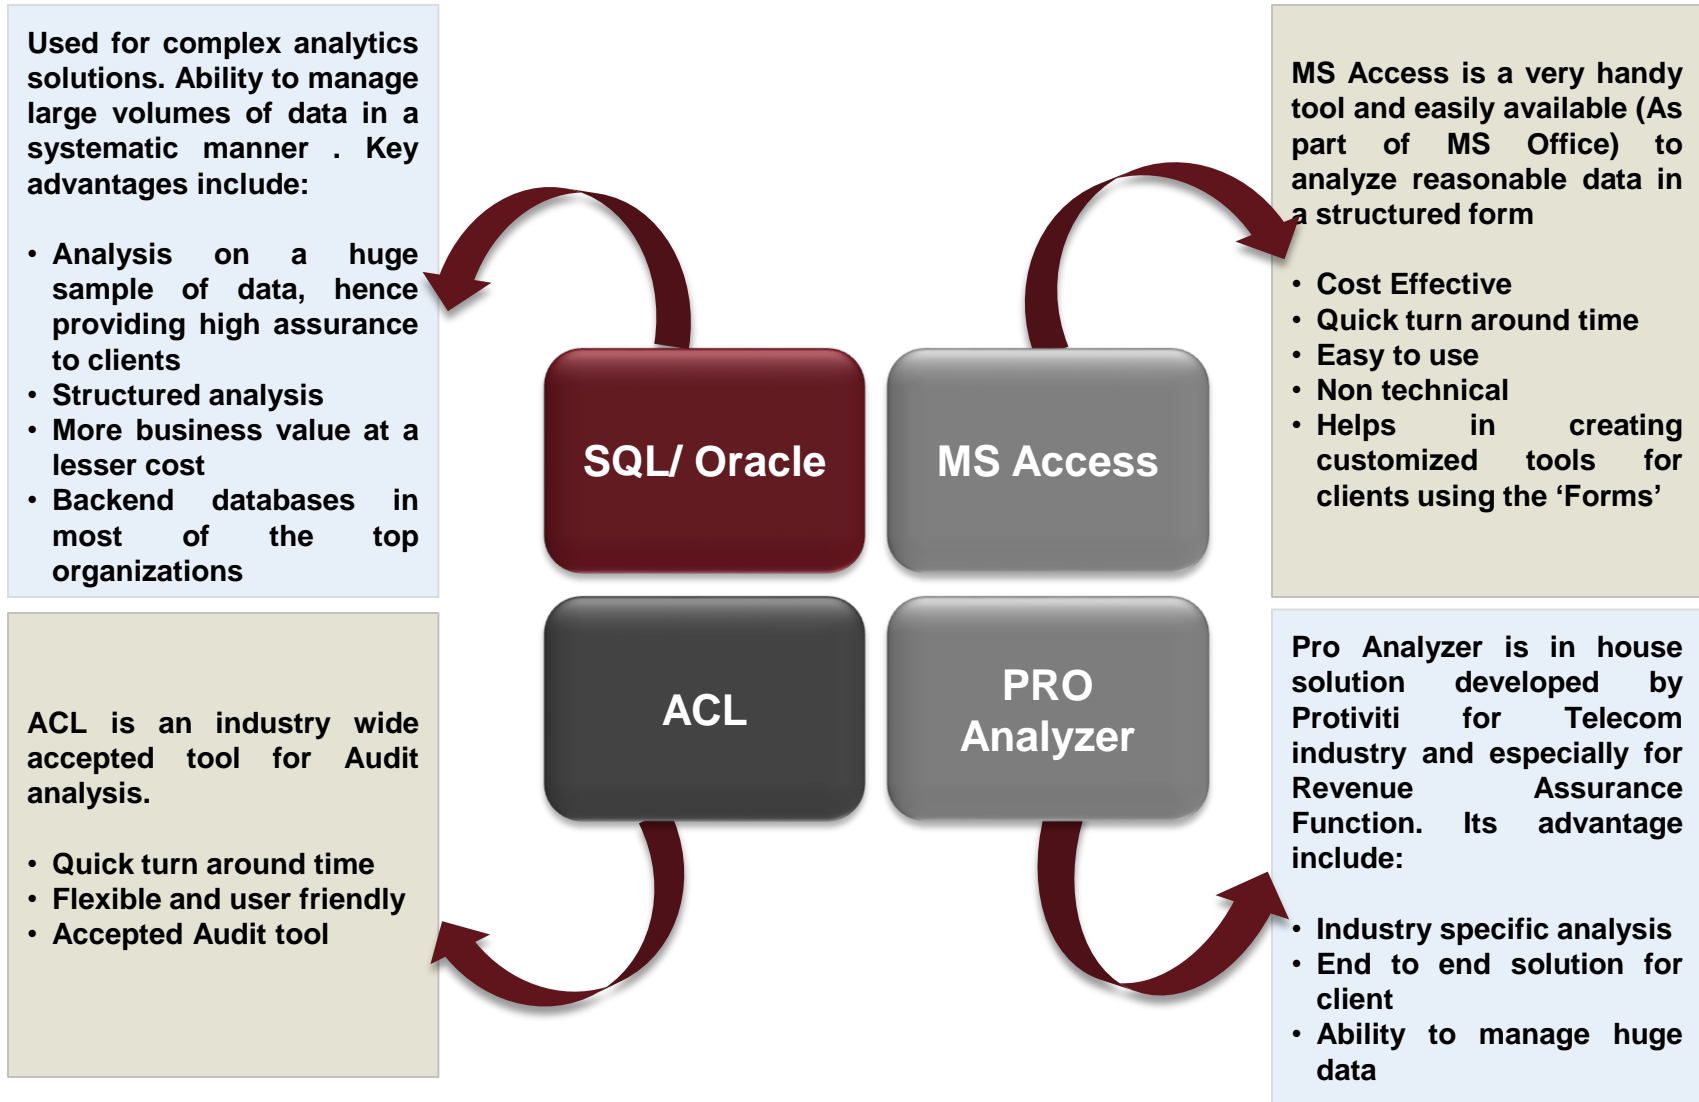 Used for complex analytics
solutions. Ability to manage
large volumes of data in a
systematic manner . Key
advantages include:
• Analysis on a huge
sample of data, hence
providing high assurance
to clients
• Structured analysis
• More business value at a
lesser cost
• Backend databases in
most of the top
organizations
MS Access is a very handy
tool and easily available (As
part of MS Office) to
analyze reasonable data in
a structured form
• Cost Effective
• Quick turn around time
• Easy to use
• Non technical
• Helps in creating
customized tools for
clients using the ‘Forms’
SQL/ Oracle
MS Access
ACL
PRO
Analyzer
ACL is an industry wide
accepted tool for Audit
analysis.
• Quick turn around time
• Flexible and user friendly
• Accepted Audit tool
Pro Analyzer is in house
solution developed by
Protiviti for Telecom
industry and especially for
Revenue Assurance
Function. Its advantage
include:
• Industry specific analysis
• End to end solution for
client
• Ability to manage huge
data